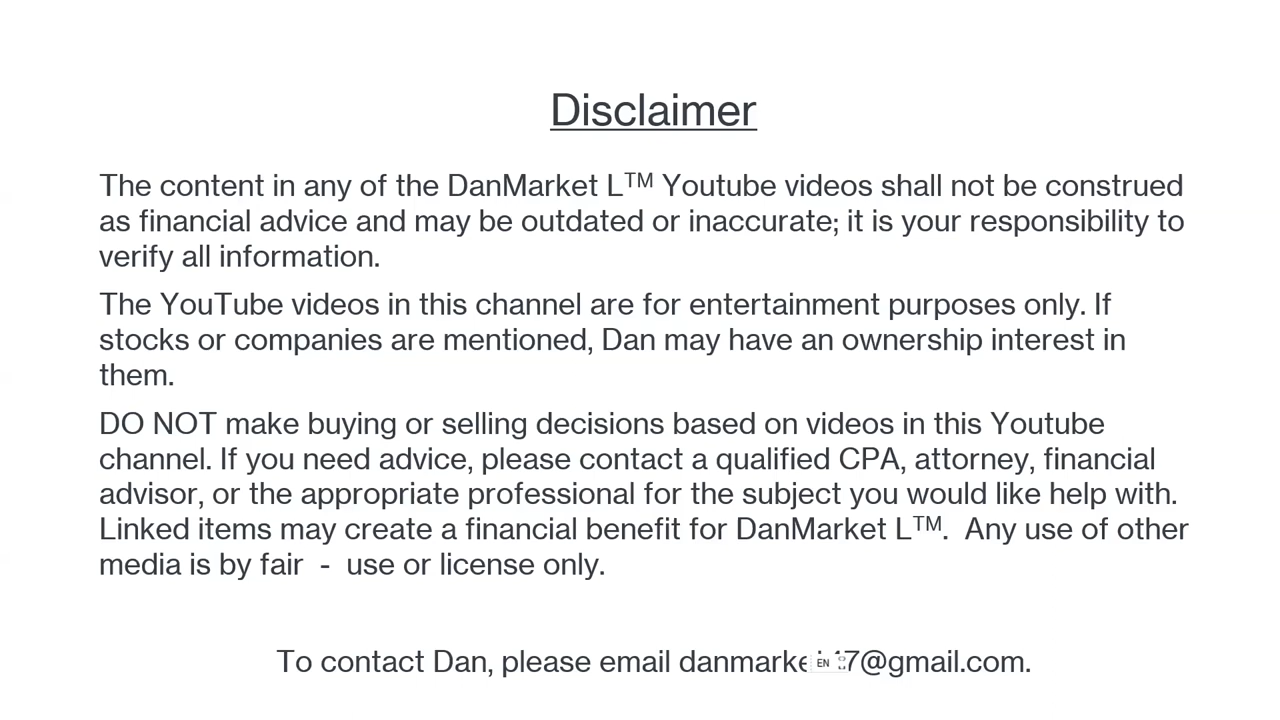 Disclaimer
The content in any of the DanMarket L™ Youtube videos shall not be construed
as financial advice and may be outdated or inaccurate; it is your responsibility to
verify all information.
The YouTube videos in this channel are for entertainment purposes only. If
stocks or companies are mentioned, Dan may have an ownership interest in
them.
DO NOT make buying or selling decisions based on videos in this Youtube
channel. If you need advice, please contact a qualified CPA, attorney, financial
advisor, or the appropriate professional for the subject you would like help with.
Linked items may create a financial benefit for DanMarket L™.  Any use of other
media is by fair  -  use or license only.
To contact Dan, please email
EN